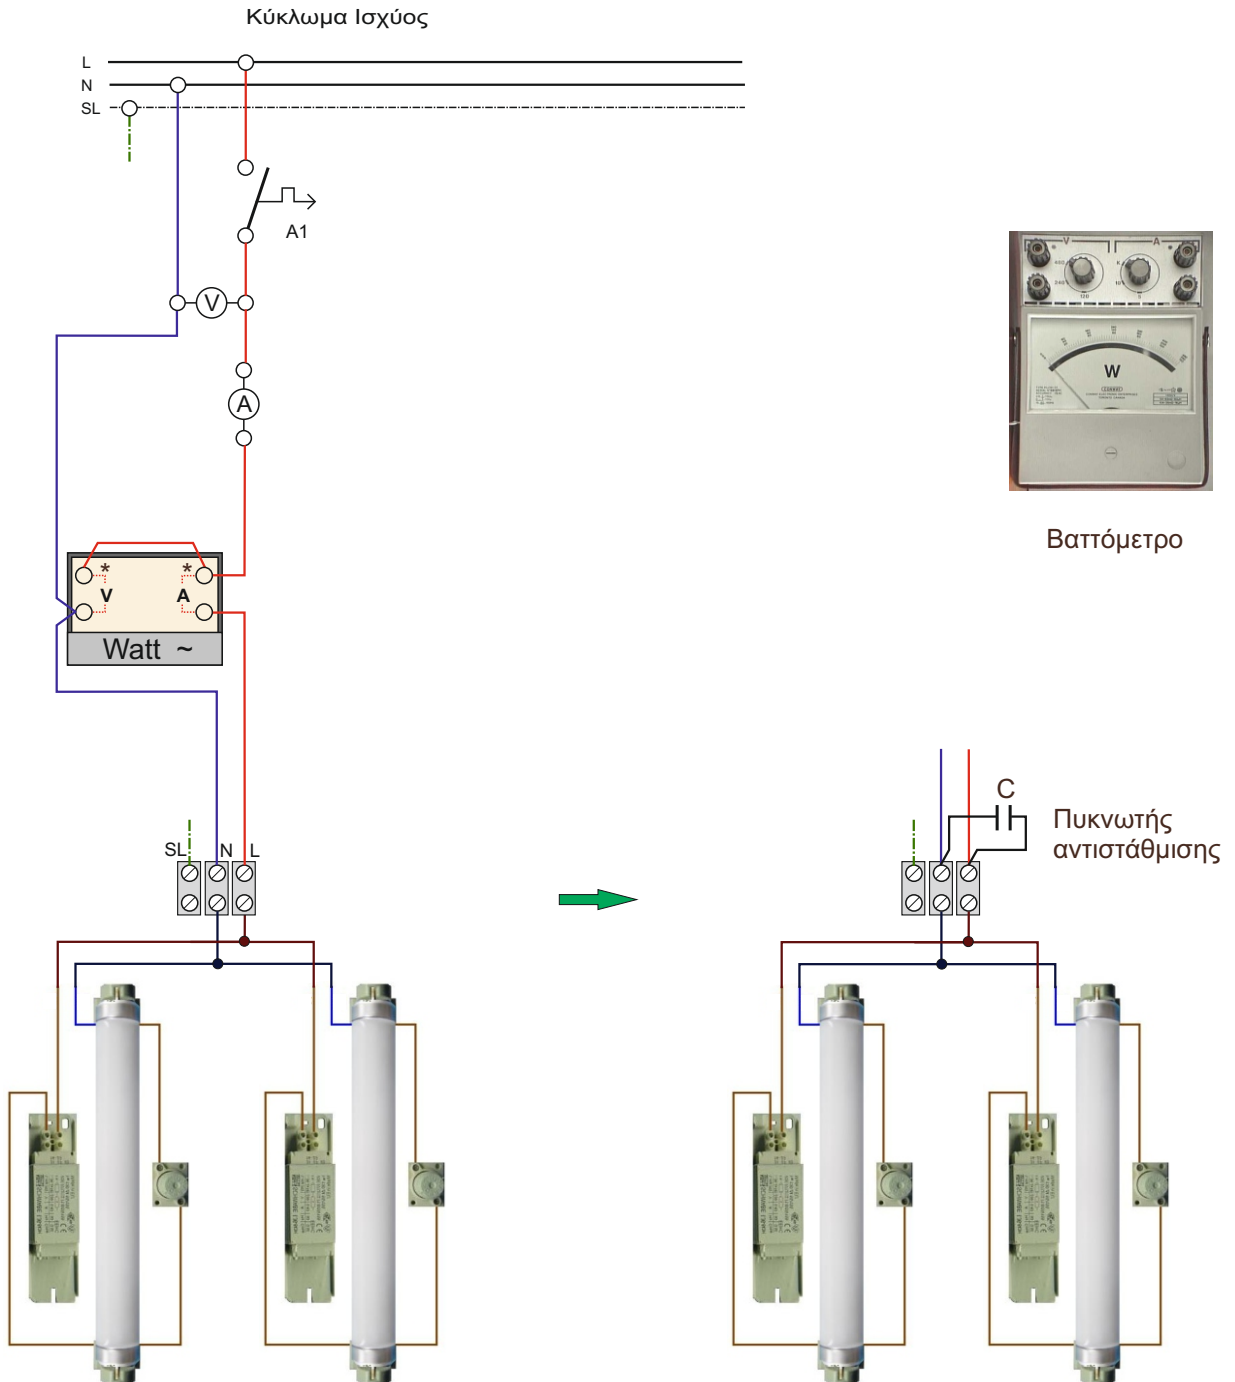 Κύκλωμα Ισχύος
L
N
SL
A1
V
A
* *
V A
Watt ~
V A
* *
W
Βαττόμετρο
SL N L
C
Πυκνωτής
αντιστάθμισης